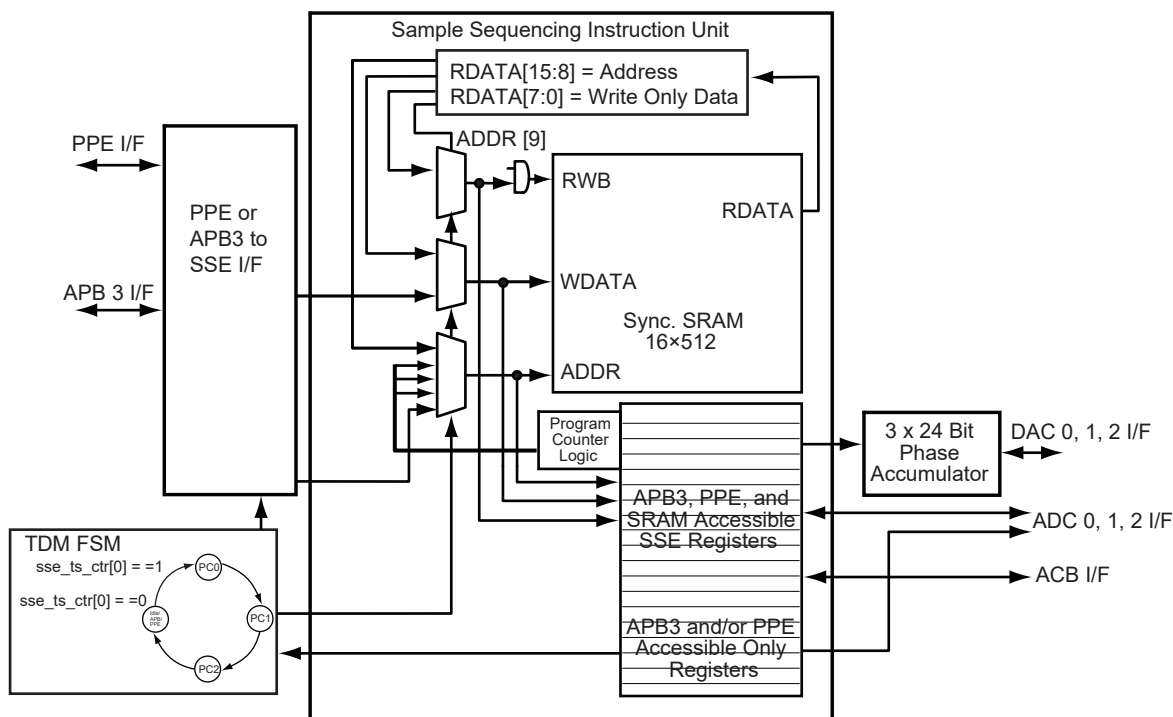 Sample Sequencing Instruction Unit
RDATA[15:8] = Address
RDATA[7:0] = Write Only Data
ADDR [9]
PPE I/F
PPE or
APB3 to
SSE I/F
APB 3 I/F
RWB
RDATA
WDATA
Sync. SRAM
16×512
ADDR
Program
Counter
Logic
3 x 24 Bit
Phase
Accumulator
DAC 0, 1, 2 I/F
APB3, PPE, and
SRAM Accessible
SSE Registers
ADC 0, 1, 2 I/F
ACB I/F
APB3 and/or PPE
Accessible Only
Registers
TDM FSM
sse_ts_ctr[0] = =1
sse_ts_ctr[0] = =0
PC0
PC1
PC2
Idle/
APB/
PPE